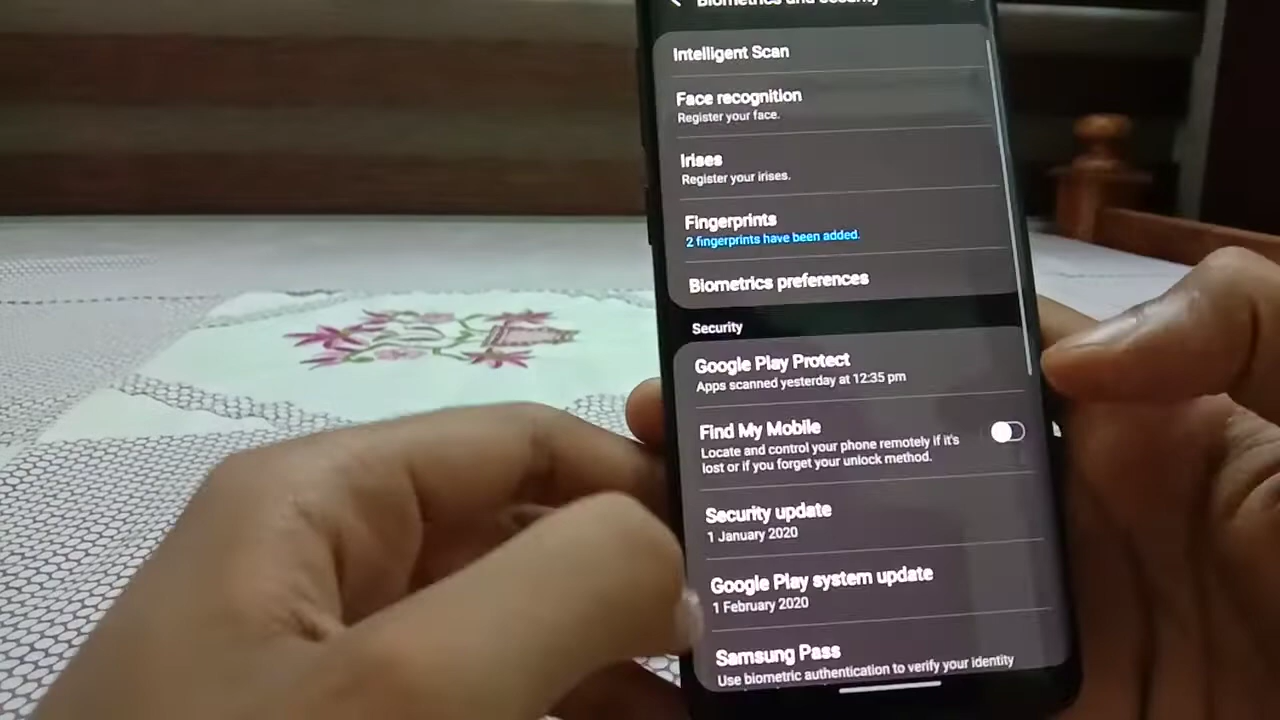 Biometrics and security
Intelligent Scan
Face recognition
Register your face.
Irises
Register your irises.
Fingerprints
2 fingerprints have been added.
Biometrics preferences
Security
Google Play Protect
Apps scanned yesterday at 12:35 pm
Find My Mobile
Locate and control your phone remotely if it's
lost or if you forget your unlock method.
Security update
1 January 2020
Google Play system update
1 February 2020
Samsung Pass
Use biometric authentication to verify your identity